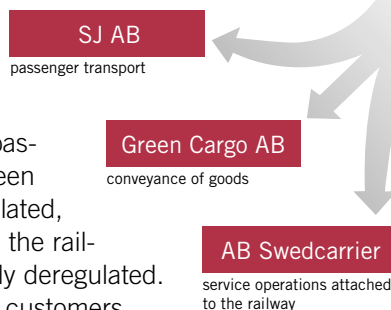 SJ AB
passenger transport
Green Cargo AB
conveyance of goods
AB Swedcarrier
service operations attached
to the railway
pas-
een
lated,
the rail-
ly deregulated.
customers